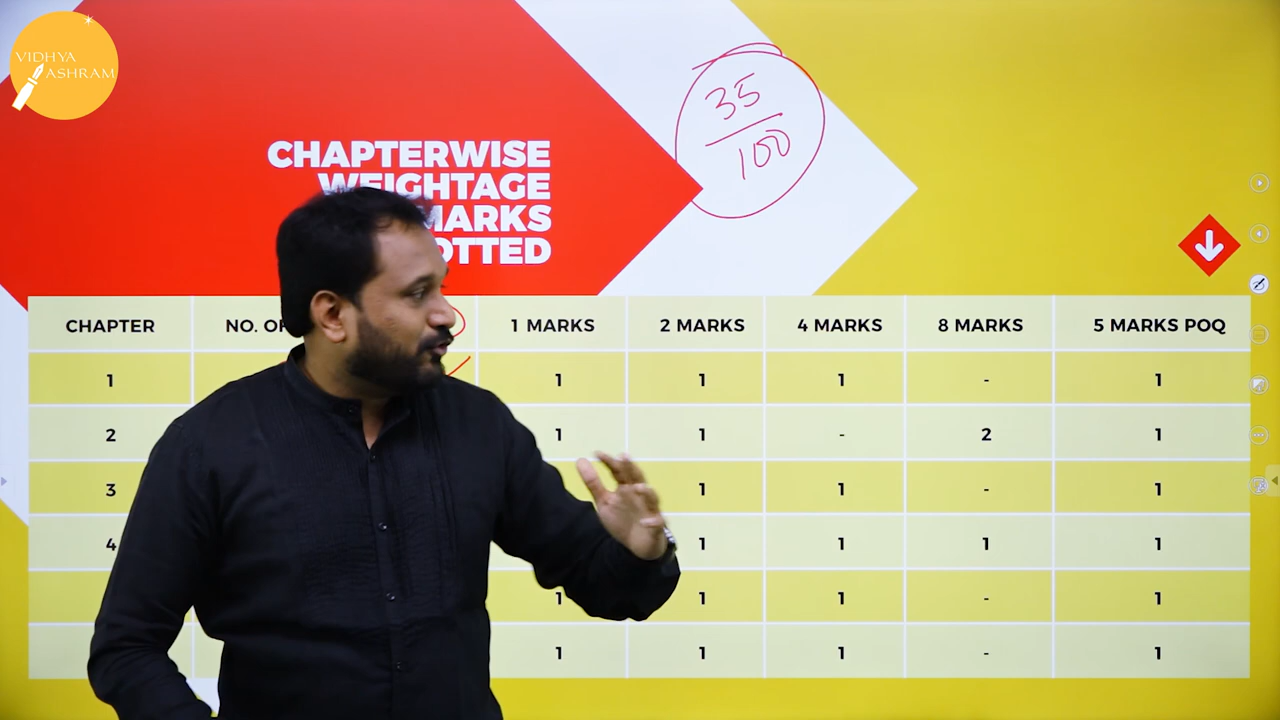 VIDHYA
ASHRAM
35
100
CHAPTERWISE
WEIGHTAGE
MARKS
CHAPTER NO. OF 1 MARKS 2 MARKS 4 MARKS 8 MARKS 5 MARKS POQ
1 1 1 1 - 1
2 1 1 - 2 1
3 1 1 - 1
4 1 1 1 1
1 1 1 - 1
1 1 1 - 1